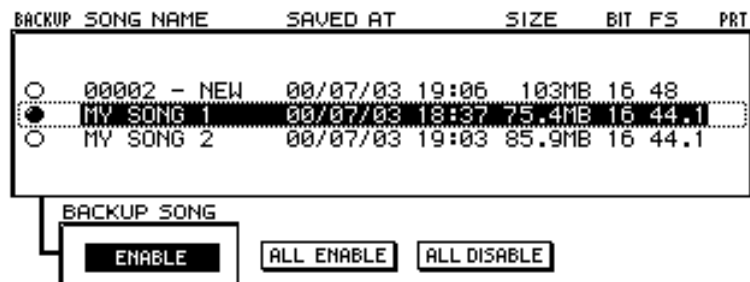 BACKUP SONG NAME SAVED AT SIZE BIT FS PRT
00002 - NEW 00/07/03 19:06 103MB 16 48
MY SONG 1 00/07/03 18:37 75.4MB 16 44.1
MY SONG 2 00/07/03 19:03 85.9MB 16 44.1
BACKUP SONG
ENABLE ALL ENABLE ALL DISABLE